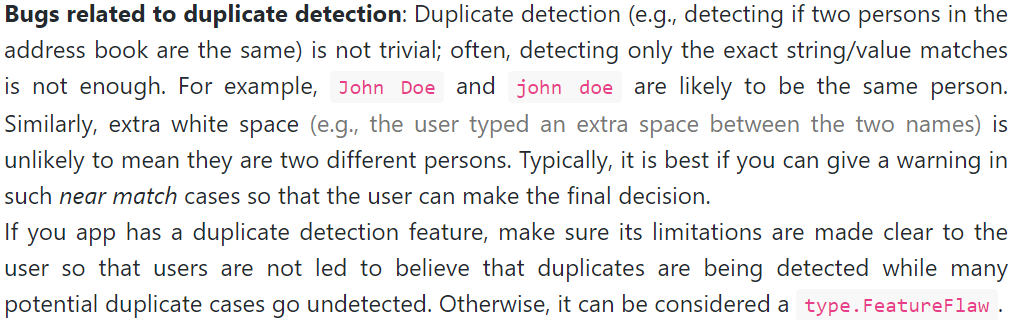 Bugs related to duplicate detection: Duplicate detection (e.g., detecting if two persons in the
address book are the same) is not trivial; often, detecting only the exact string/value matches
is not enough. For example, John Doe and john doe are likely to be the same person.
Similarly, extra white space (e.g., the user typed an extra space between the two names) is
unlikely to mean they are two different persons. Typically, it is best if you can give a warning in
such near match cases so that the user can make the final decision.
If you app has a duplicate detection feature, make sure its limitations are made clear to the
user so that users are not led to believe that duplicates are being detected while many
potential duplicate cases go undetected. Otherwise, it can be considered a type.FeatureFlaw.